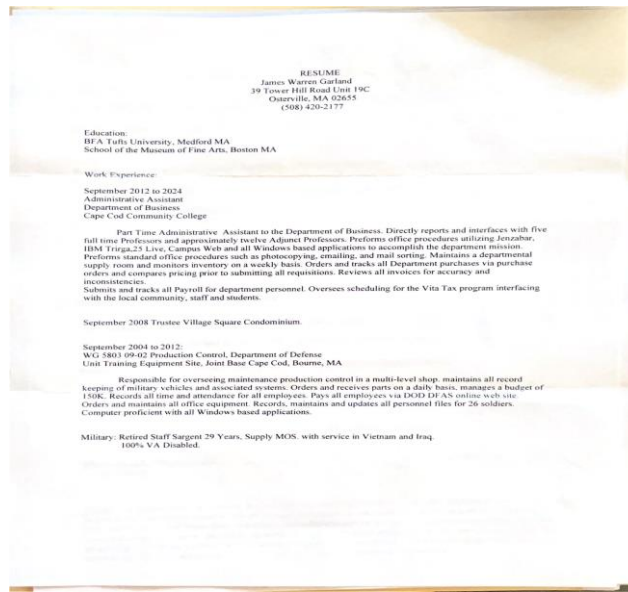 RESUME
James Warren Garland
39 Tower Hill Road Unit 19C
Osterville, MA 02655
(508) 420-2177
Education:
BFA Tufts University, Medford MA
School of the Museum of Fine Arts, Boston MA
Work Experience:
September 2012 to 2024
Administrative Assistant
Department of Business
Cape Cod Community College
Part Time Administrative Assistant to the Department of Business. Directly reports and interfaces with five
full time Professors and approximately twelve Adjunct Professors. Preforms office procedures utilizing Jenzabar,
IBM Trirga,25 Live, Campus Web and all Windows based applications to accomplish the department mission.
Preforms standard office procedures such as photocopying, emailing, and mail sorting. Maintains a departmental
supply room and monitors inventory on a weekly basis. Orders and tracks all Department purchases via purchase
orders and compares pricing prior to submitting all requisitions. Reviews all invoices for accuracy and
inconsistencies.
Submits and tracks all Payroll for department personnel. Oversees scheduling for the Vita Tax program interfacing
with the local community, staff and students.
September 2008 Trustee Village Square Condominium.
September 2004 to 2012:
WG 5803 09-02 Production Control, Department of Defense
Unit Training Equipment Site, Joint Base Cape Cod, Bourne, MA
Responsible for overseeing maintenance production control in a multi-level shop, maintains all record
keeping of military vehicles and associated systems. Orders and receives parts on a daily basis, manages a budget of
150K. Records all time and attendance for all employees. Pays all employees via DOD DFAS online web site.
Orders and maintains all office equipment. Records, maintains and updates all personnel files for 26 soldiers.
Computer proficient with all Windows based applications.
Military: Retired Staff Sargent 29 Years, Supply MOS, with service in Vietnam and Iraq.
100% VA Disabled.